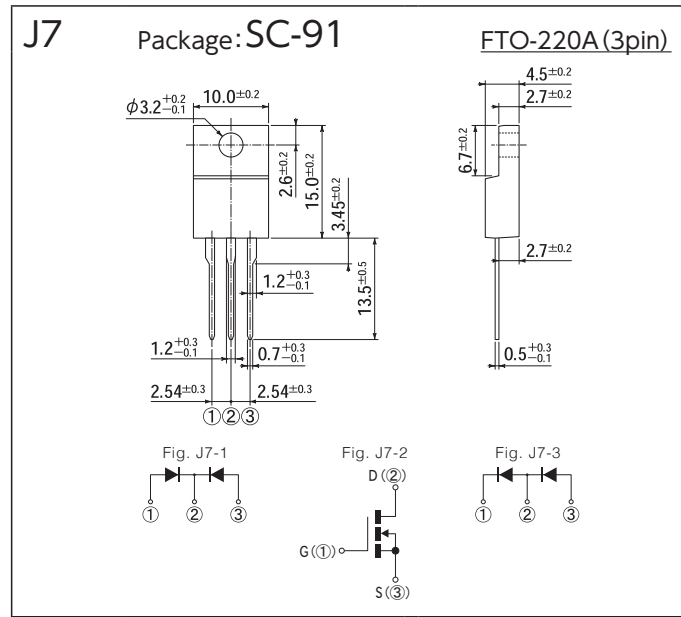 J7 Package:SC-91 FTO-220A(3pin)
4.5±0.2
ϕ3.2+0.2−0.1 10.0±0.2 2.7±0.2
2.6±0.2
15.0±0.2
3.45±0.2
6.7±0.2
2.7±0.2
1.2+0.3−0.1
13.5±0.5
1.2+0.3−0.1 0.7+0.3−0.1 0.5+0.3−0.1
2.54±0.3 2.54±0.3
① ② ③
Fig. J7-1 Fig. J7-2 Fig. J7-3
D(②)
① ② ③ ① ② ③
G(①)
S(③)